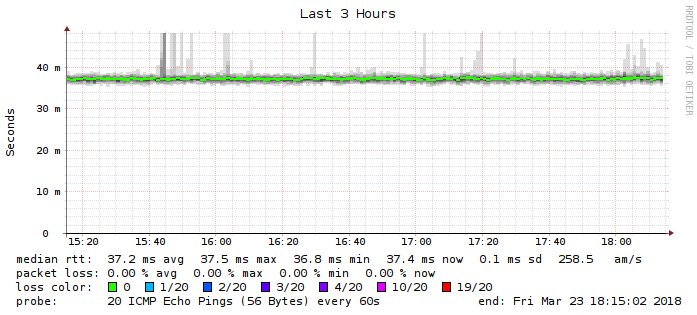 Last 3 Hours
RRDTOOL / TOBI OETIKER
Seconds
40 m
30 m
20 m
10 m
0
15:20 15:40 16:00 16:20 16:40 17:00 17:20 17:40 18:00
median rtt: 37.2 ms avg 37.5 ms max 36.8 ms min 37.4 ms now 0.1 ms sd 258.5 am/s
packet loss: 0.00 % avg 0.00 % max 0.00 % min 0.00 % now
loss color: 0 1/20 2/20 3/20 4/20 10/20 19/20
probe: 20 ICMP Echo Pings (56 Bytes) every 60s end: Fri Mar 23 18:15:02 2018